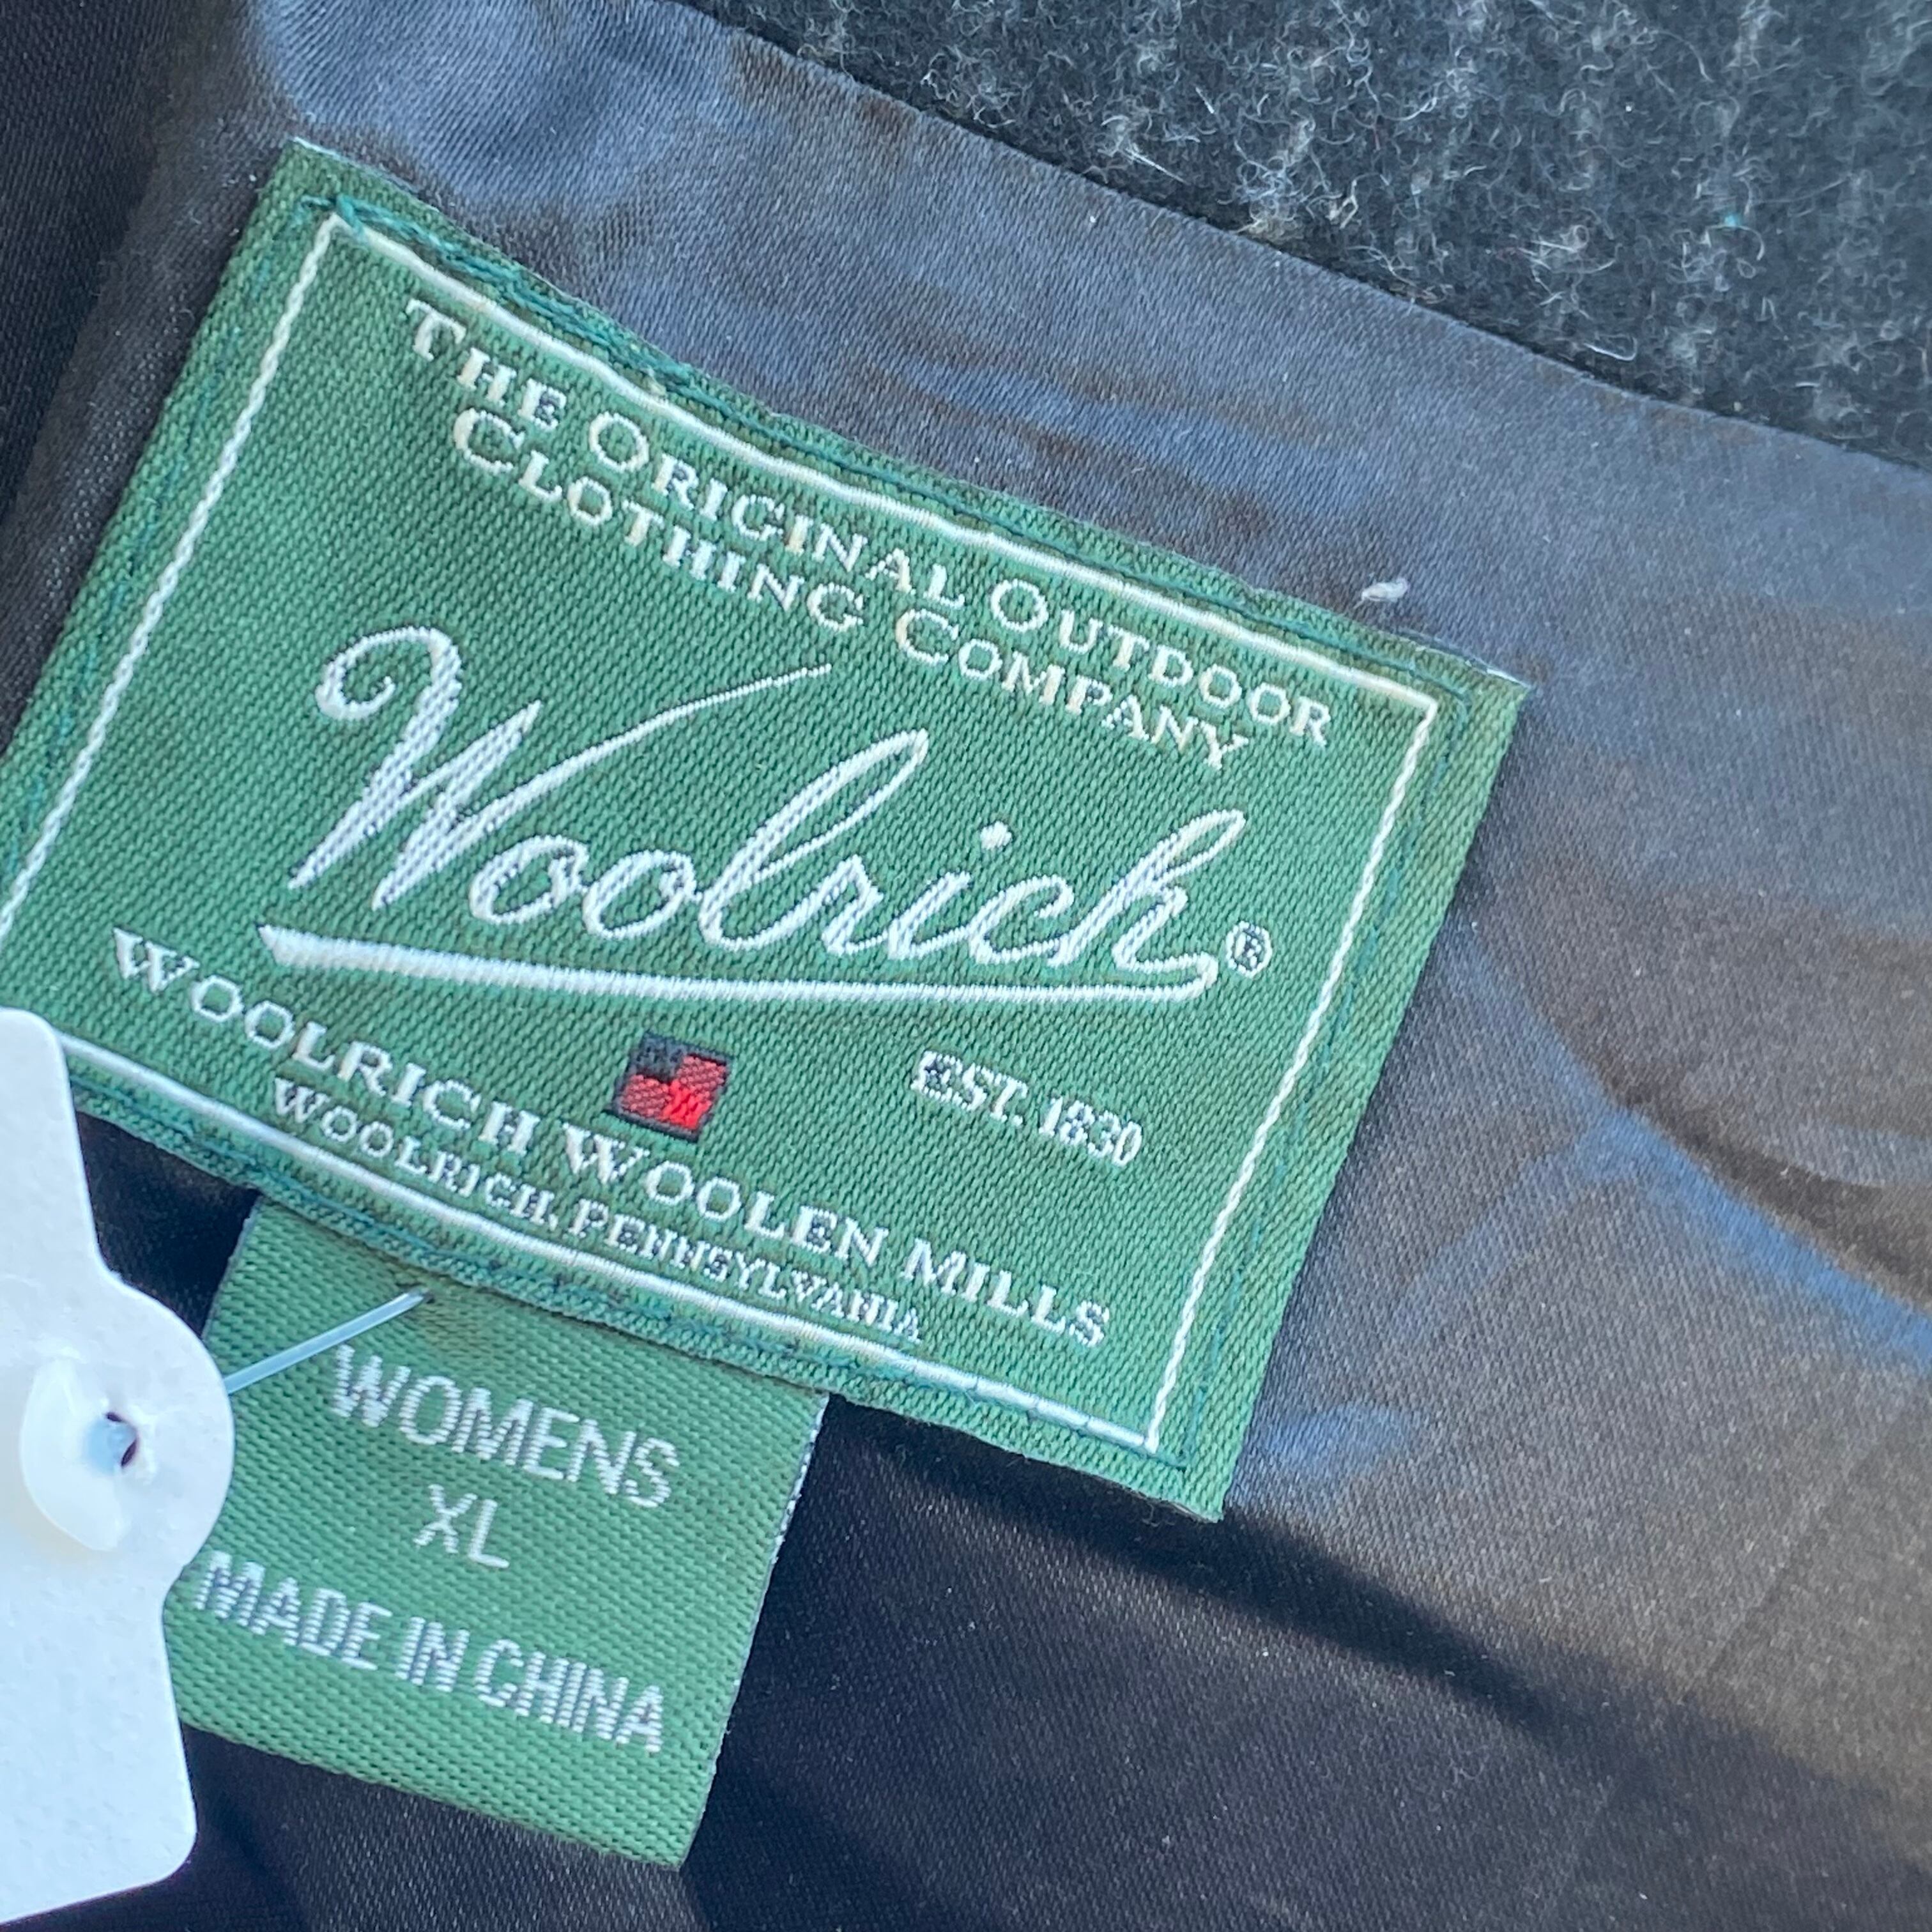 THE ORIGINAL OUTDOOR
CLOTHING COMPANY
Woolrich®
EST. 1830
WOOLRICH WOOLEN MILLS
WOOLRICH, PENNSYLVANIA
WOMENS
XL
MADE IN CHINA